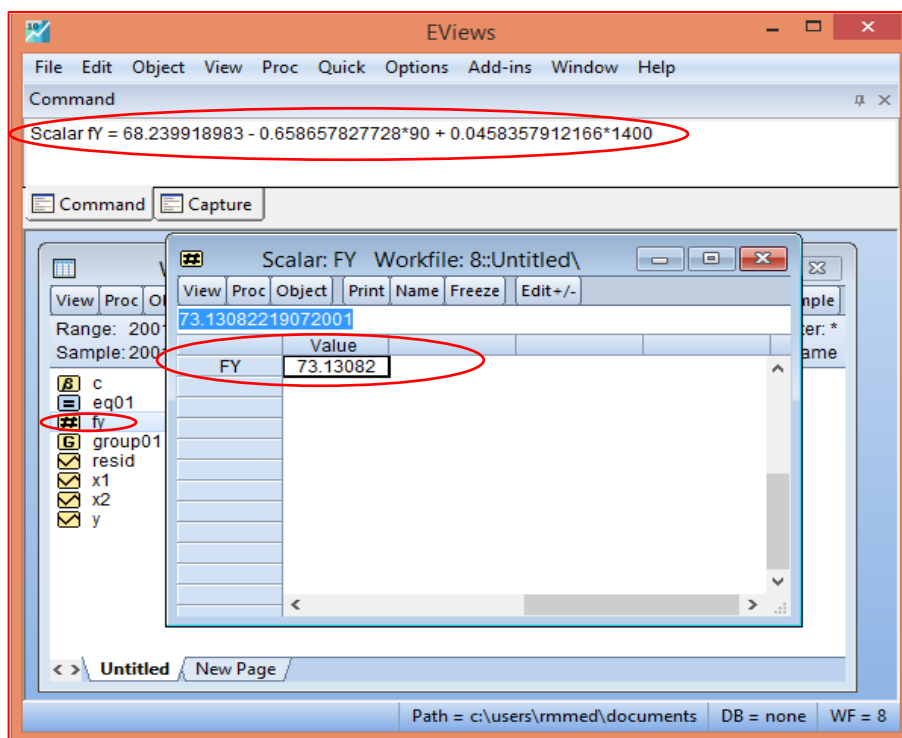 10
EViews
File Edit Object View Proc Quick Options Add-ins Window Help
Command
Scalar fY = 68.239918983 - 0.658657827728*90 + 0.0458357912166*1400
Command Capture
Scalar: FY Workfile: 8::Untitled\
View Proc Object Print Name Freeze Edit+/-
View Proc
Range: 200
73.13082219072001
Sample: 200
Value
FY 73.13082
c
eq01
fy
group01
resid
x1
x2
y
< > Untitled New Page
Path = c:\users\rmmed\documents DB = none WF = 8